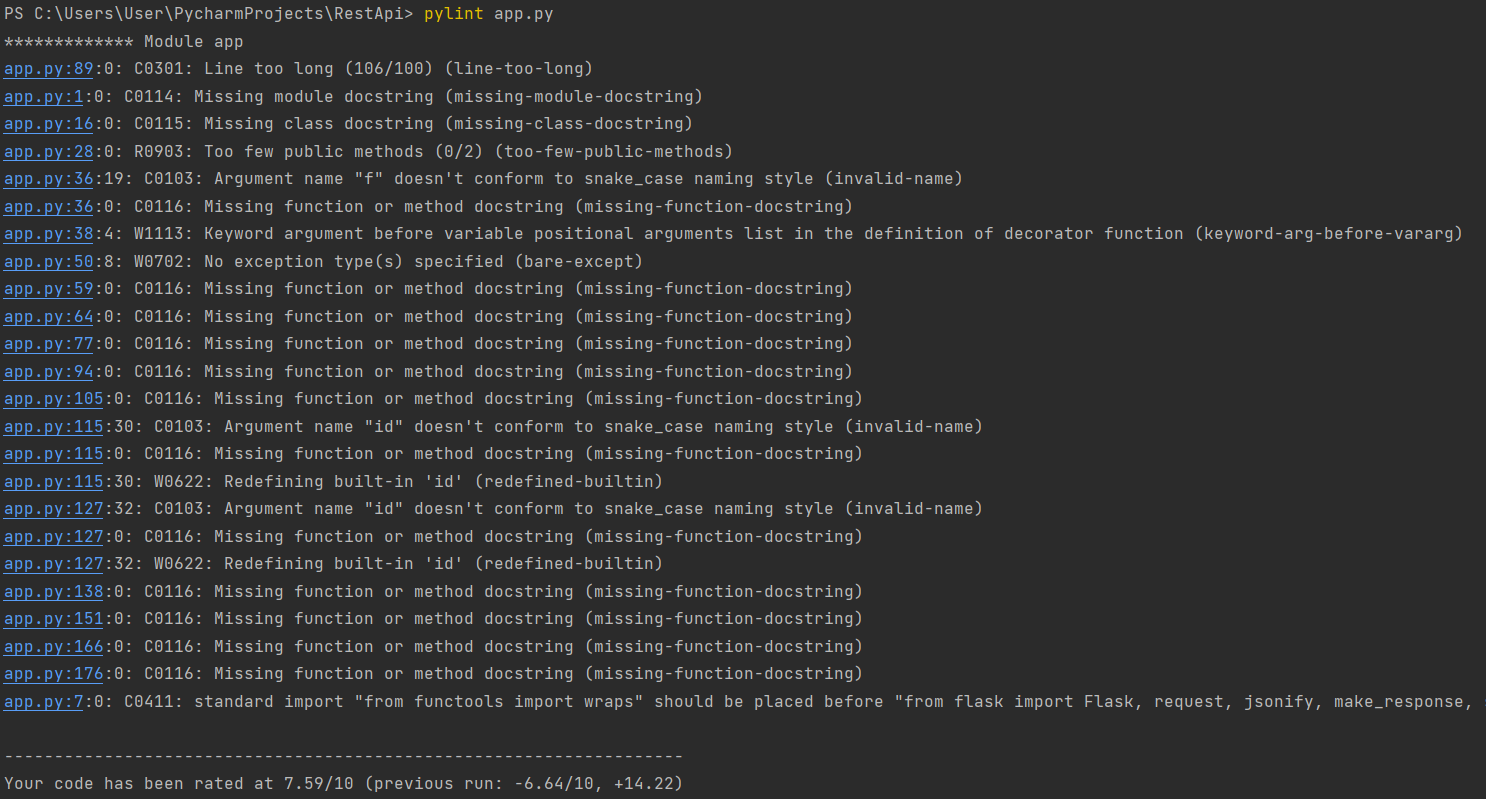 PS C:\Users\User\PycharmProjects\RestApi> pylint app.py
************* Module app
app.py:89:0: C0301: Line too long (106/100) (line-too-long)
app.py:1:0: C0114: Missing module docstring (missing-module-docstring)
app.py:16:0: C0115: Missing class docstring (missing-class-docstring)
app.py:28:0: R0903: Too few public methods (0/2) (too-few-public-methods)
app.py:36:19: C0103: Argument name "f" doesn't conform to snake_case naming style (invalid-name)
app.py:36:0: C0116: Missing function or method docstring (missing-function-docstring)
app.py:38:4: W1113: Keyword argument before variable positional arguments list in the definition of decorator function (keyword-arg-before-vararg)
app.py:50:8: W0702: No exception type(s) specified (bare-except)
app.py:59:0: C0116: Missing function or method docstring (missing-function-docstring)
app.py:64:0: C0116: Missing function or method docstring (missing-function-docstring)
app.py:77:0: C0116: Missing function or method docstring (missing-function-docstring)
app.py:94:0: C0116: Missing function or method docstring (missing-function-docstring)
app.py:105:0: C0116: Missing function or method docstring (missing-function-docstring)
app.py:115:30: C0103: Argument name "id" doesn't conform to snake_case naming style (invalid-name)
app.py:115:0: C0116: Missing function or method docstring (missing-function-docstring)
app.py:115:30: W0622: Redefining built-in 'id' (redefined-builtin)
app.py:127:32: C0103: Argument name "id" doesn't conform to snake_case naming style (invalid-name)
app.py:127:0: C0116: Missing function or method docstring (missing-function-docstring)
app.py:127:32: W0622: Redefining built-in 'id' (redefined-builtin)
app.py:138:0: C0116: Missing function or method docstring (missing-function-docstring)
app.py:151:0: C0116: Missing function or method docstring (missing-function-docstring)
app.py:166:0: C0116: Missing function or method docstring (missing-function-docstring)
app.py:176:0: C0116: Missing function or method docstring (missing-function-docstring)
app.py:7:0: C0411: standard import "from functools import wraps" should be placed before "from flask import Flask, request, jsonify, make_response,
--------------------------------------------------------------------
Your code has been rated at 7.59/10 (previous run: -6.64/10, +14.22)